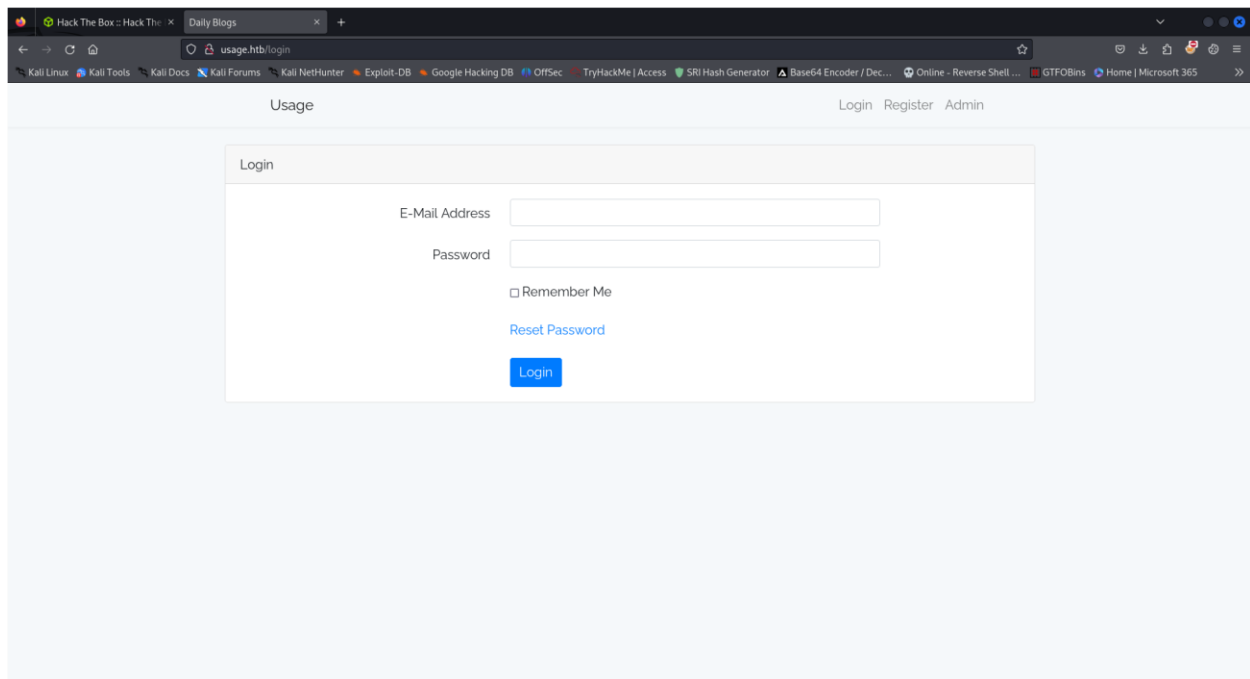 Hack The Box :: Hack The
Daily Blogs
usage.htb/login
Kali Linux Kali Tools Kali Docs Kali Forums Kali NetHunter Exploit-DB Google Hacking DB OffSec TryHackMe | Access SRI Hash Generator Base64 Encoder / Dec... Online - Reverse Shell ... GTFOBins Home | Microsoft 365
Usage Login Register Admin
Login
E-Mail Address
Password
Remember Me
Reset Password
Login